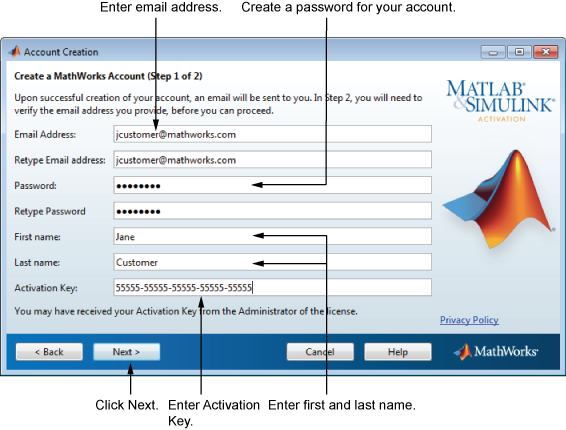 Enter email address. Create a password for your account.
Account Creation
Create a MathWorks Account (Step 1 of 2)
Upon successful creation of your account, an email will be sent to you. In Step 2, you will need to
verify the email address you provide, before you can proceed.
MATLAB®
&SIMULINK®
ACTIVATION
Email Address: jcustomer@mathworks.com
Retype Email address: jcustomer@mathworks.com
Password: ••••••••
Retype Password ••••••••
First name: Jane
Last name: Customer
Activation Key: 55555-55555-55555-55555-55555
You may have received your Activation Key from the Administrator of the license.
Privacy Policy
< Back Next > Cancel Help MathWorks®
Click Next. Enter Activation Enter first and last name.
Key.